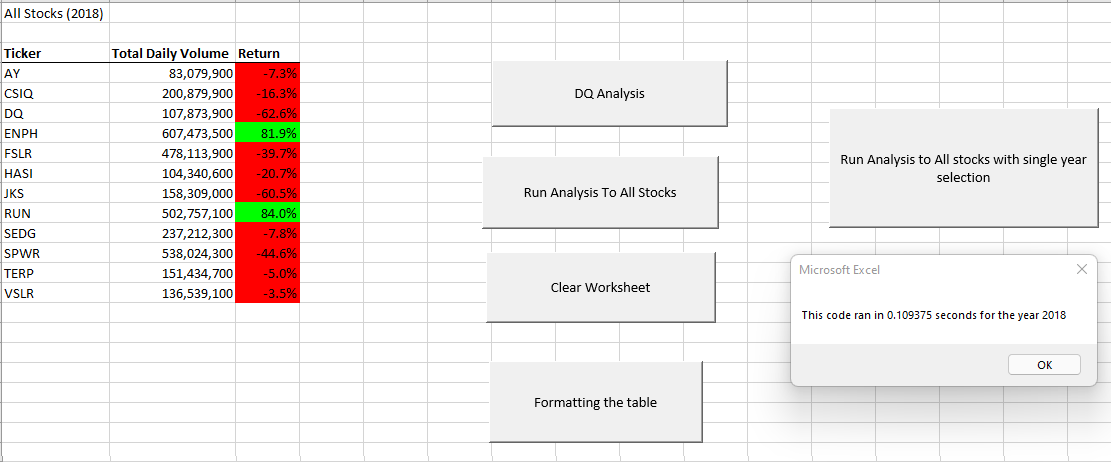 All Stocks (2018)
Ticker Total Daily Volume Return
AY 83,079,900 -7.3%
CSIQ 200,879,900 -16.3%
DQ 107,873,900 -62.6%
ENPH 607,473,500 81.9%
FSLR 478,113,900 -39.7%
HASI 104,340,600 -20.7%
JKS 158,309,000 -60.5%
RUN 502,757,100 84.0%
SEDG 237,212,300 -7.8%
SPWR 538,024,300 -44.6%
TERP 151,434,700 -5.0%
VSLR 136,539,100 -3.5%
DQ Analysis
Run Analysis To All Stocks
Clear Worksheet
Formatting the table
Run Analysis to All stocks with single year
selection
Microsoft Excel
This code ran in 0.109375 seconds for the year 2018
OK